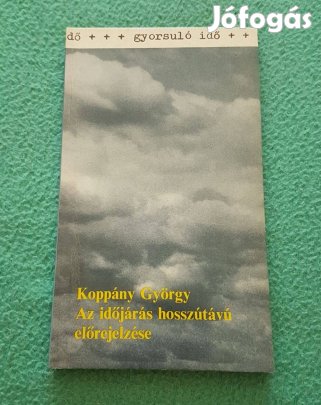 Jófogás
dő + + + gyorsuló idő + +
Koppány György
Az időjárás hosszútávú
előrejelzése